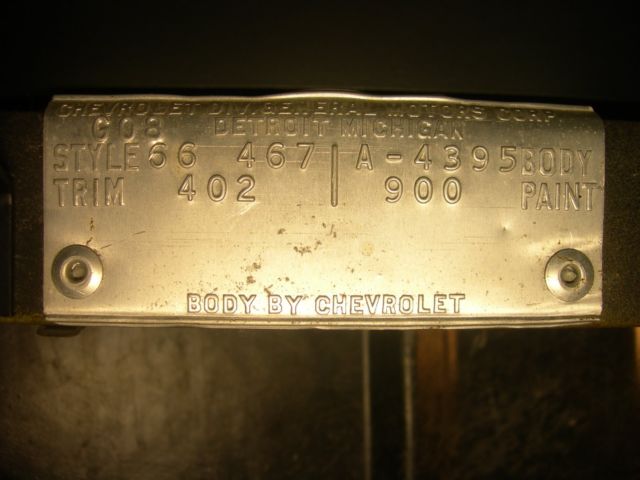 CHEVROLET DIV. GENERAL MOTORS CORP.
G08 DETROIT MICHIGAN
STYLE 66 467 | A-4395 BODY
TRIM 402 | 900 PAINT
BODY BY CHEVROLET